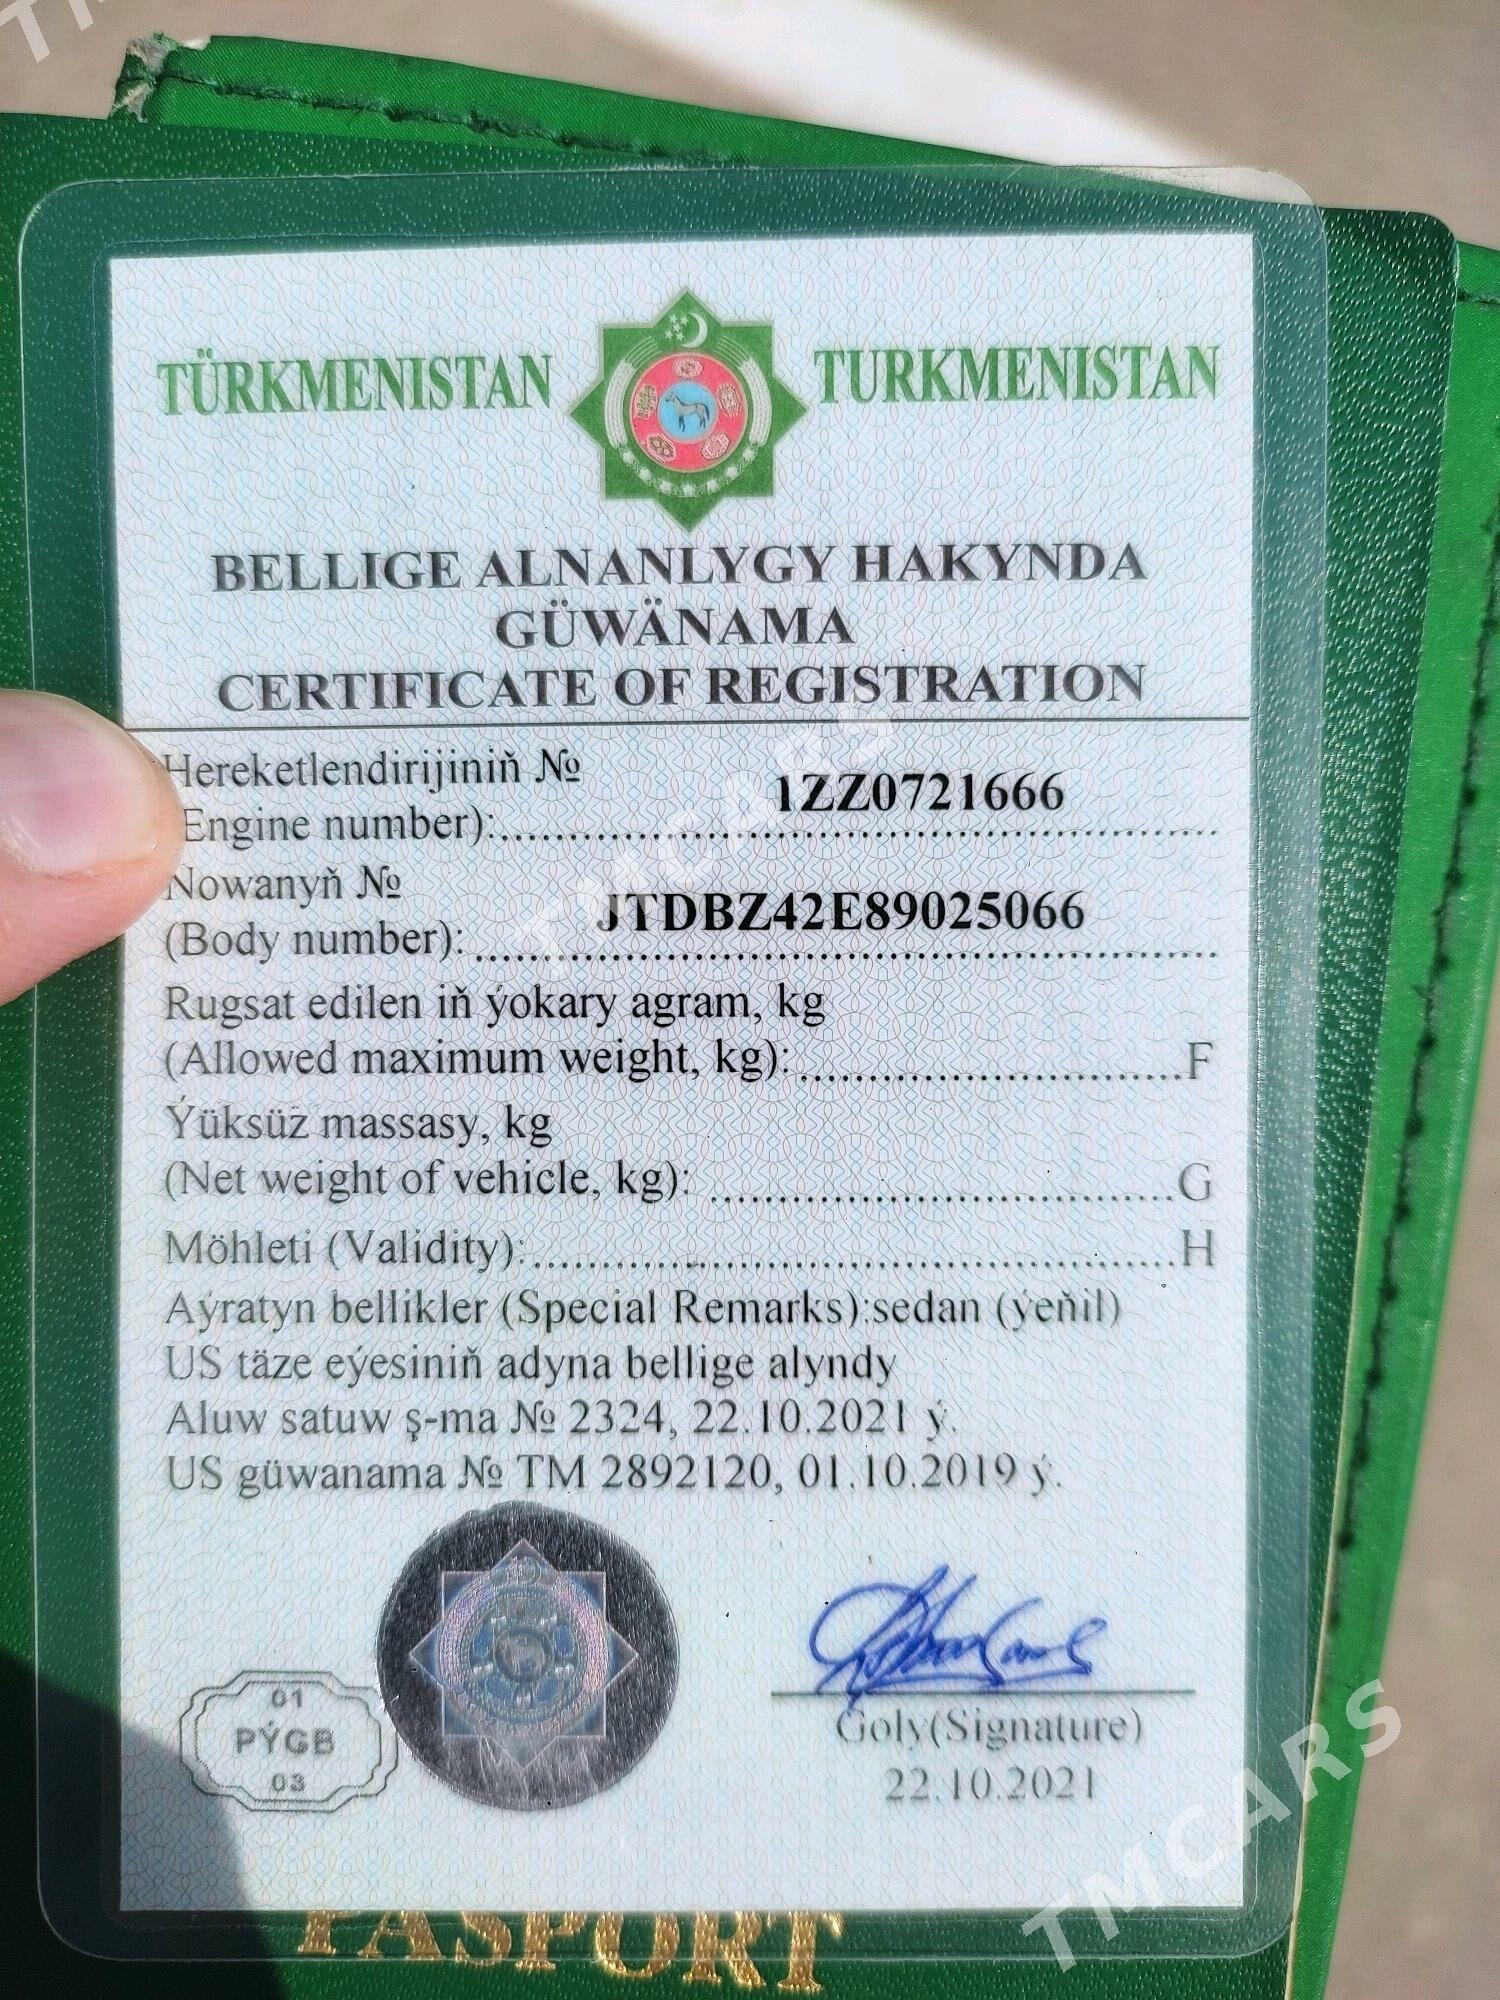 TÜRKMENISTAN TURKMENISTAN
BELLIGE ALNANLYGY HAKYNDA
GÜWÄNAMA
CERTIFICATE OF REGISTRATION
Hereketlendirijiniň №
Engine number):
1ZZ0721666
Nowanyň №
(Body number):
JTDBZ42E89025066
Rugsat edilen iň ýokary agram, kg
(Allowed maximum weight, kg): F
Ýüksüz massasy, kg
(Net weight of vehicle, kg): G
Möhleti (Validity): H
Aýratyn bellikler (Special Remarks):sedan (ýeňil)
US täze eýesiniň adyna bellige alyndy
Aluw satuw ş-ma № 2324, 22.10.2021 ý.
US güwanama № TM 2892120, 01.10.2019 ý.
01
PÝGB
03
Goly(Signature)
22.10.2021
PASPORT
TMCARS
TMCARS